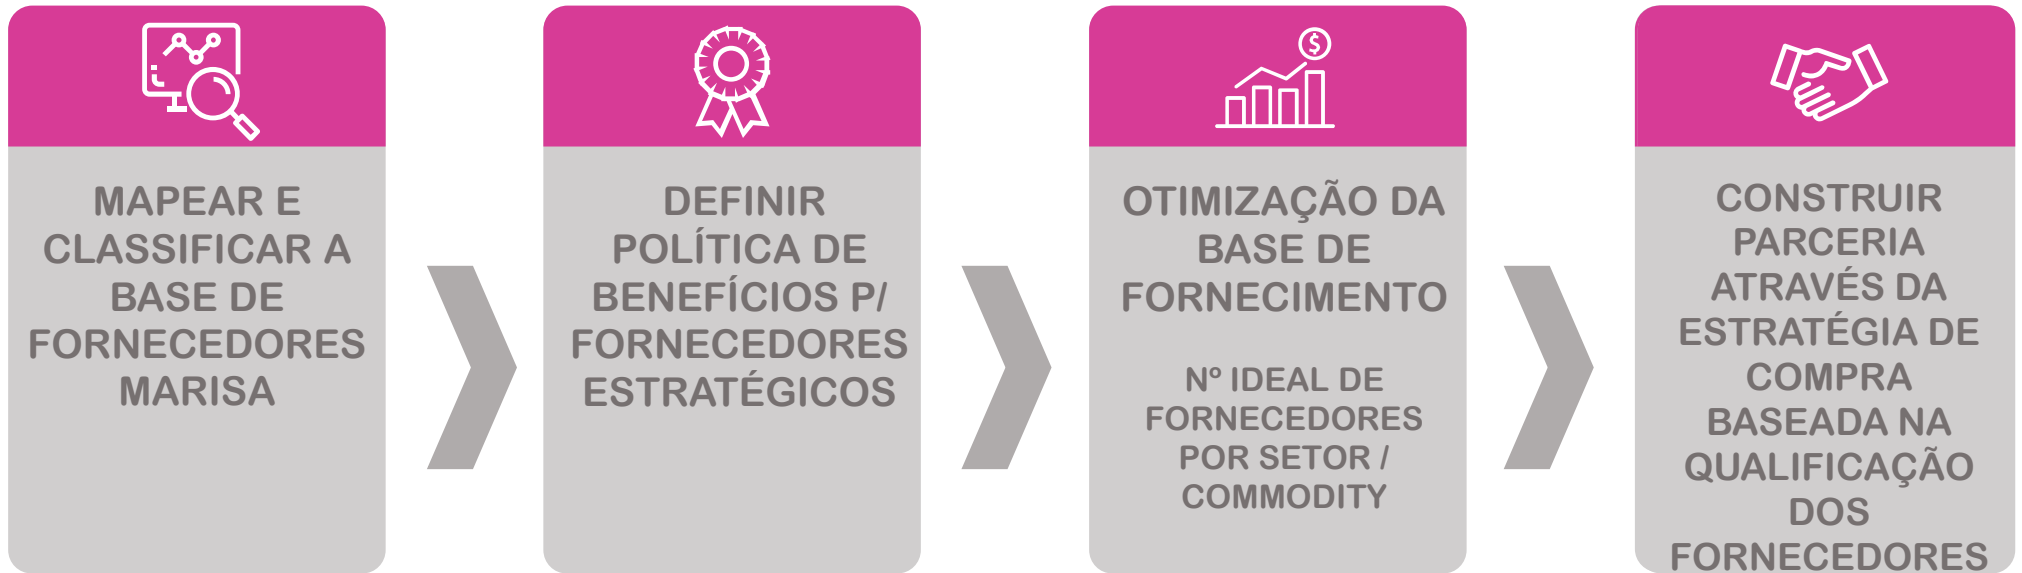 MAPEAR E
CLASSIFICAR A
BASE DE
FORNECEDORES
MARISA
DEFINIR
POLÍTICA DE
BENEFÍCIOS P/
FORNECEDORES
ESTRATÉGICOS
$
OTIMIZAÇÃO DA
BASE DE
FORNECIMENTO
Nº IDEAL DE
FORNECEDORES
POR SETOR /
COMMODITY
CONSTRUIR
PARCERIA
ATRAVÉS DA
ESTRATÉGIA DE
COMPRA
BASEADA NA
QUALIFICAÇÃO
DOS
FORNECEDORES